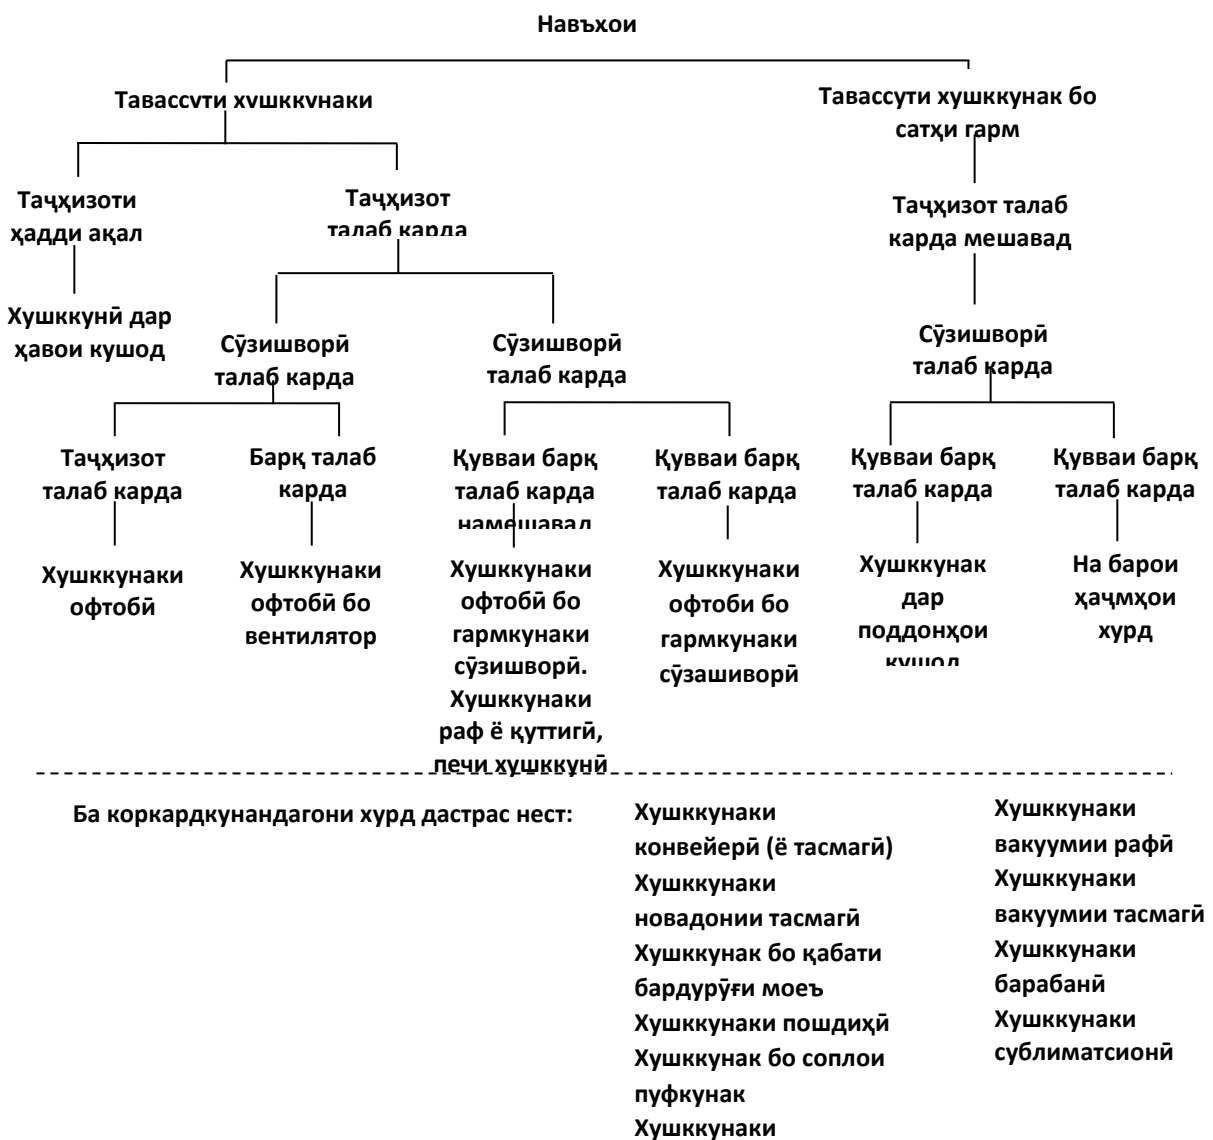 Навъҳои
Тавассути хушккунаки
Тавассути хушккунак бо
сатҳи гарм
Таҷҳизоти
ҳадди ақал
Таҷҳизот
талаб карда
Таҷҳизот талаб
карда мешавад
Хушккунӣ дар
ҳавои кушод
Сӯзишворӣ
талаб карда
Сӯзишворӣ
талаб карда
Сӯзишворӣ
талаб карда
Таҷҳизот
талаб карда
Барқ талаб
карда
Қувваи барқ
талаб карда
намешавад
Қувваи барқ
талаб карда
Қувваи барқ
талаб карда
Қувваи барқ
талаб карда
Хушккунаки
офтобӣ
Хушккунаки
офтобӣ бо
вентилятор
Хушккунаки
офтобӣ бо
гармкунаки
сӯзишворӣ.
Хушккунаки
раф ё қуттигӣ,
печи хушккунӣ
Хушккунаки
офтоби бо
гармкунаки
сӯзашиворӣ
Хушккунак
дар
поддонҳои
кушод
На барои
ҳаҷмҳои
хурд
Ба коркардкунандагони хурд дастрас нест:
Хушккунаки
конвейерӣ (ё тасмагӣ)
Хушккунаки
новадонии тасмагӣ
Хушккунак бо қабати
бардурӯғи моеъ
Хушккунаки пошдиҳӣ
Хушккунак бо соплои
пуфкунак
Хушккунаки
Хушккунаки
вакуумии рафӣ
Хушккунаки
вакуумии тасмагӣ
Хушккунаки
барабанӣ
Хушккунаки
сублиматсионӣ